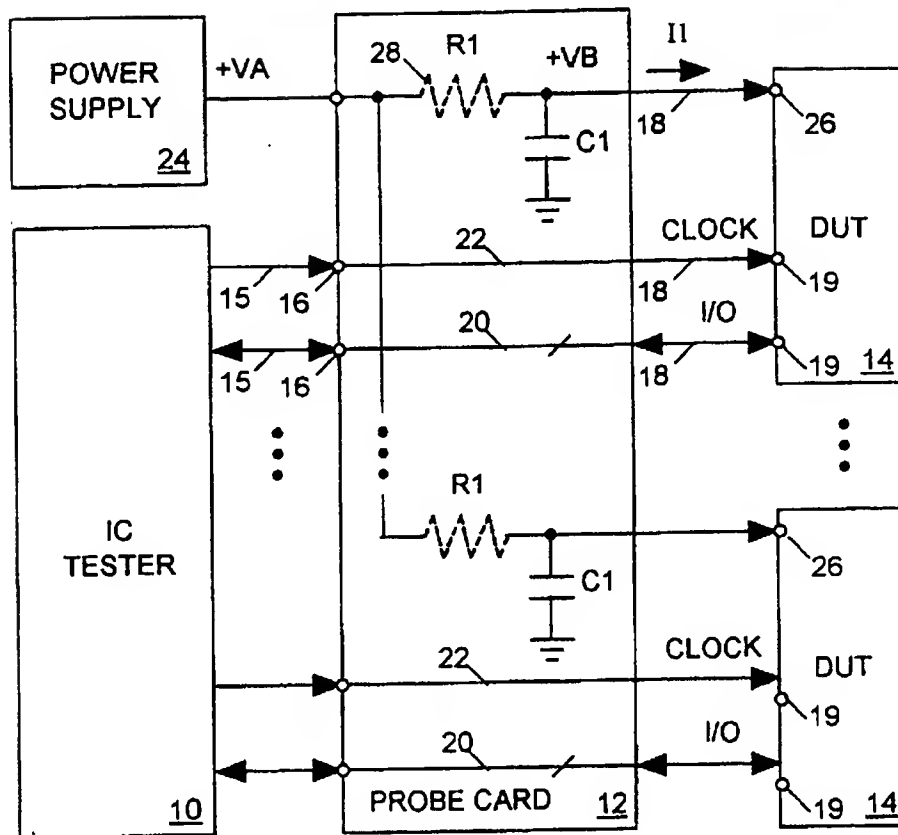 POWER SUPPLY
24
+VA
28
R1
+VB
I1
18
26
C1
22
CLOCK
DUT
15
16
18
19
20
I/O
15
16
18
19
14
R1
IC TESTER
C1
26
22
CLOCK
DUT
19
20
I/O
10
PROBE CARD
12
19
14